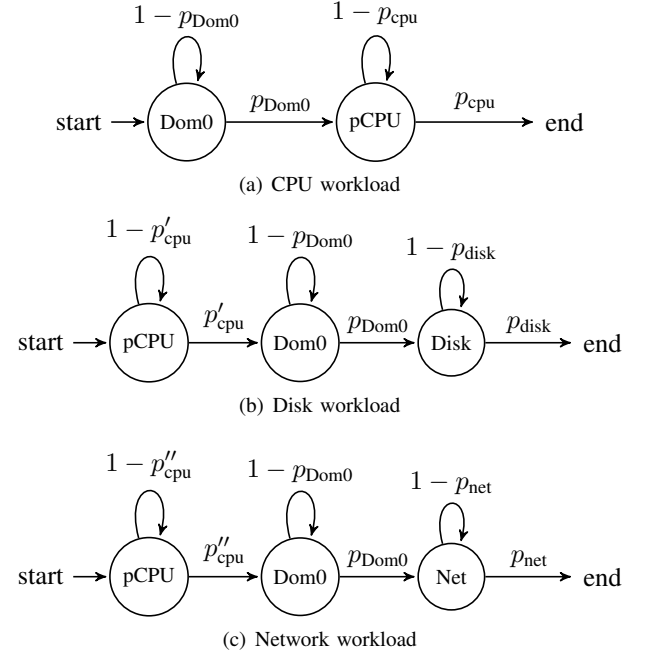 1 − p_Dom0 1 − p_cpu
start Dom0 p_Dom0 pCPU p_cpu end
(a) CPU workload
1 − p′_cpu 1 − p_Dom0 1 − p_disk
start pCPU p′_cpu Dom0 p_Dom0 Disk p_disk end
(b) Disk workload
1 − p″_cpu 1 − p_Dom0 1 − p_net
start pCPU p″_cpu Dom0 p_Dom0 Net p_net end
(c) Network workload